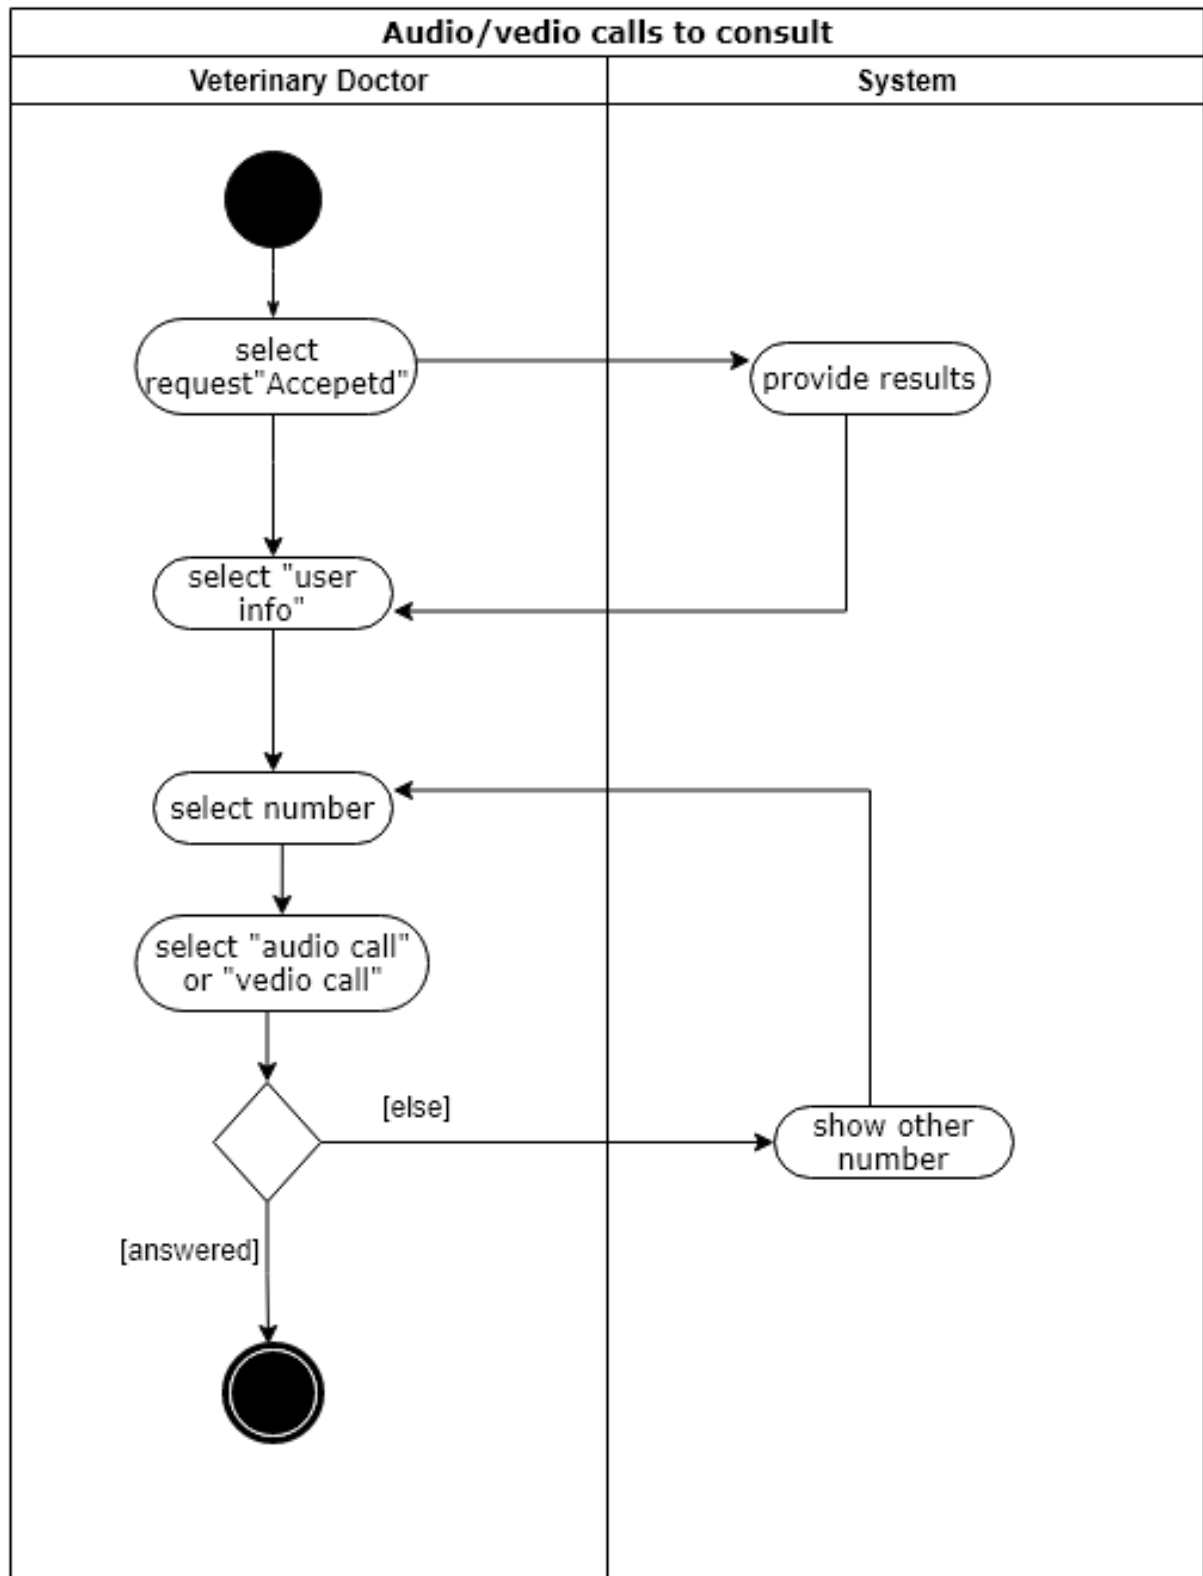 Audio/vedio calls to consult
Veterinary Doctor
System
select
request"Accepetd"
provide results
select "user
info"
select number
select "audio call"
or "vedio call"
[else]
show other
number
[answered]